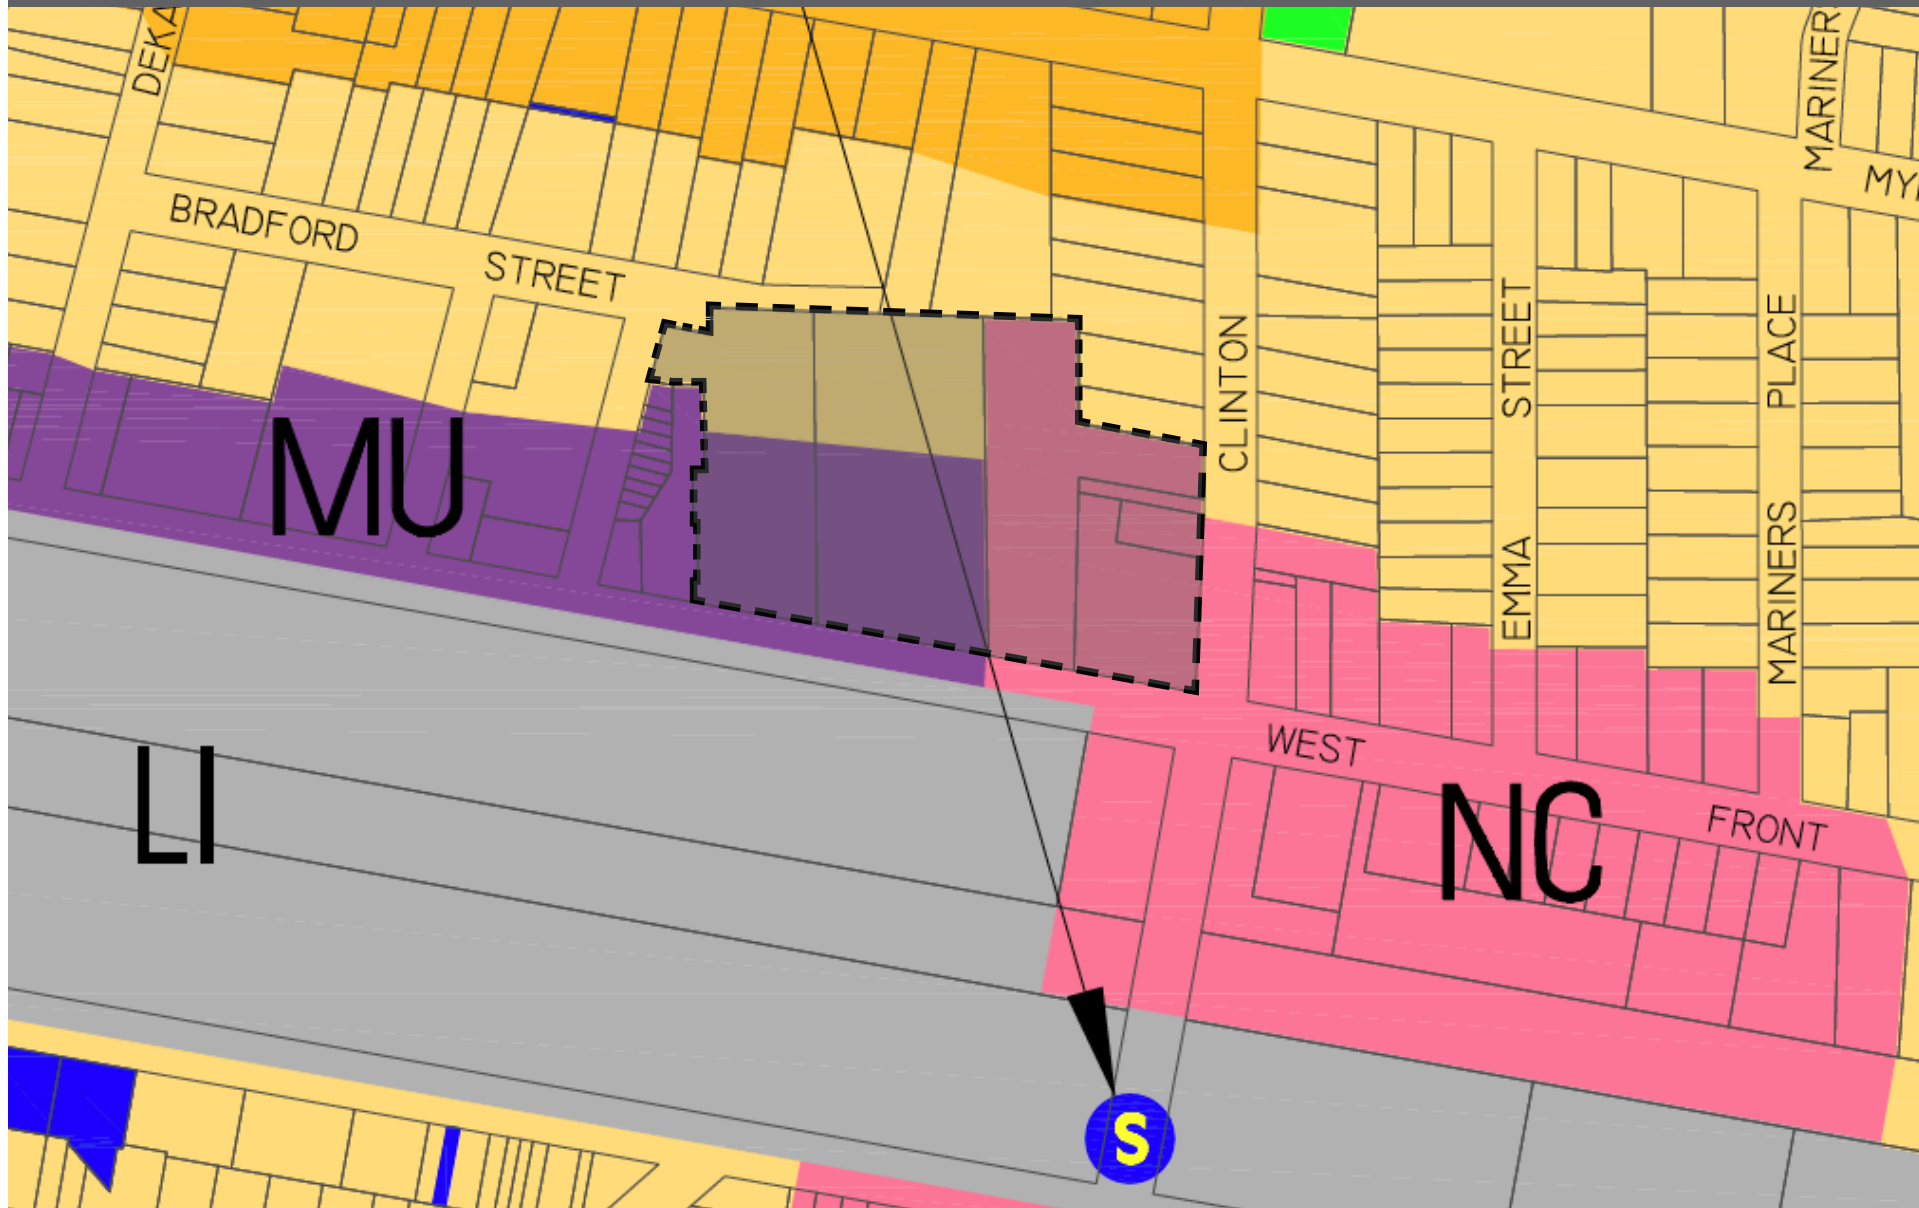 DEKA
MARINER
MY
BRADFORD
STREET
CLINTON
STREET
PLACE
MU
EMMA
MARINERS
WEST
LI
NC
FRONT
S